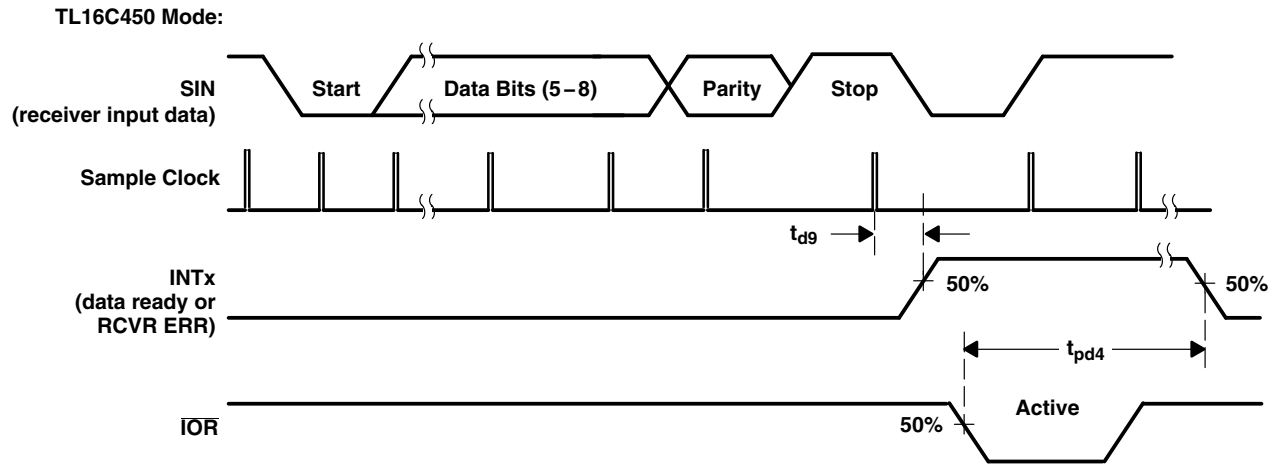 TL16C450 Mode:
SIN
(receiver input data)
Start
Data Bits (5–8)
Parity
Stop
Sample Clock
td9
INTx
(data ready or
RCVR ERR)
50%
50%
tpd4
IOR
50%
Active